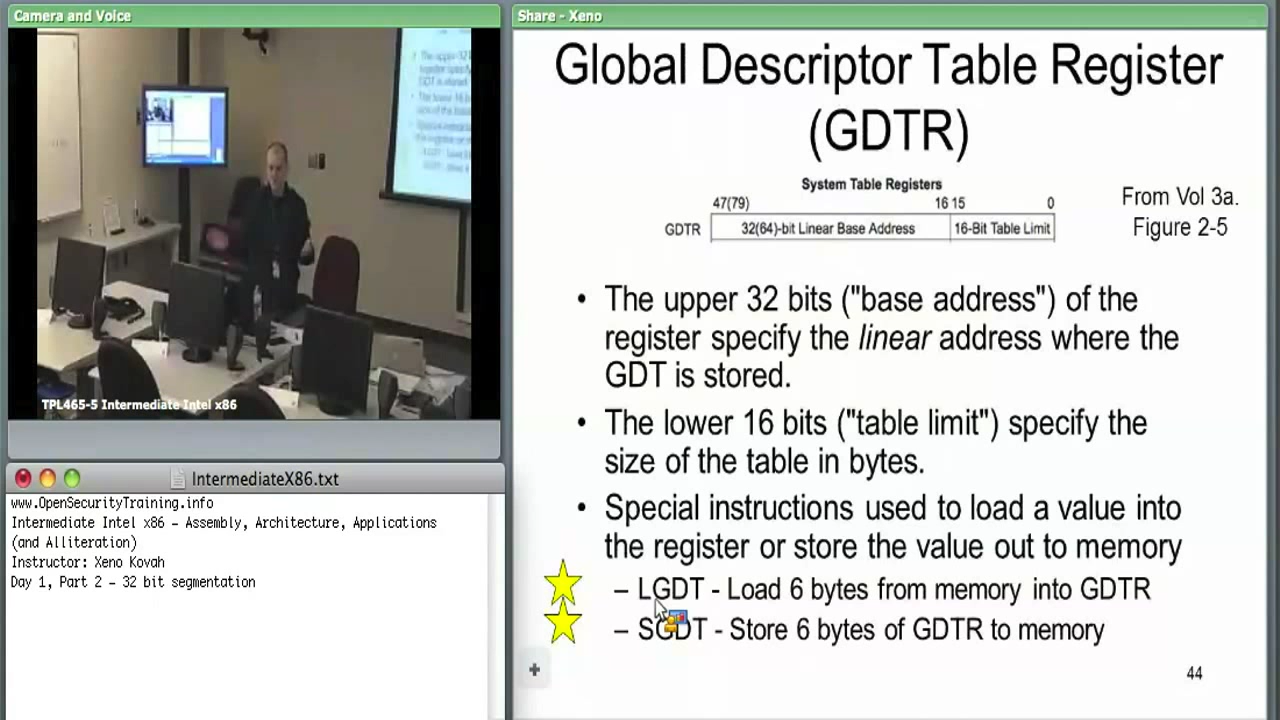 Camera and Voice
TPL465-5 Intermediate Intel x86
IntermediateX86.txt
www.OpenSecurityTraining.info
Intermediate Intel x86 – Assembly, Architecture, Applications
(and Alliteration)
Instructor: Xeno Kovah
Day 1, Part 2 – 32 bit segmentation
Share - Xeno
Global Descriptor Table Register
(GDTR)
System Table Registers
47(79) 16 15 0
GDTR 32(64)-bit Linear Base Address 16-Bit Table Limit
From Vol 3a.
Figure 2-5
• The upper 32 bits ("base address") of the
register specify the linear address where the
GDT is stored.
• The lower 16 bits ("table limit") specify the
size of the table in bytes.
• Special instructions used to load a value into
the register or store the value out to memory
– LGDT - Load 6 bytes from memory into GDTR
– SGDT - Store 6 bytes of GDTR to memory
44